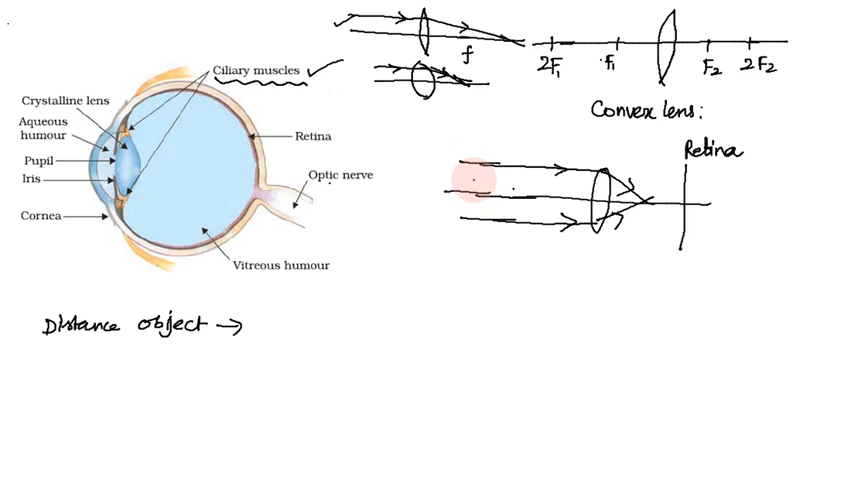 Ciliary muscles
Crystalline lens
Aqueous
humour
Pupil
Iris
Cornea
Retina
Optic nerve
Vitreous humour
f
2F₁
F₁
F₂
2F₂
Convex lens:
Retina
Distance object →